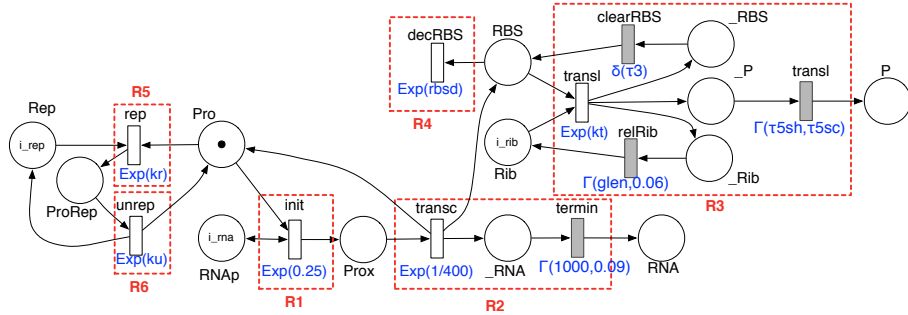 clearRBS
_RBS
RBS
decRBS
δ(τ3)
transl
_P
transl
P
Exp(rbsd)
R4
R5
Rep
rep
Pro
Exp(kt)
Γ(τ5sh,τ5sc)
i_rep
i_rib
relRib
Rib
_Rib
Γ(glen,0.06)
R3
Exp(kr)
ProRep
unrep
init
transc
termin
i_rna
Exp(ku)
RNAp
Exp(0.25)
Prox
Exp(1/400)
_RNA
Γ(1000,0.09)
RNA
R6
R1
R2